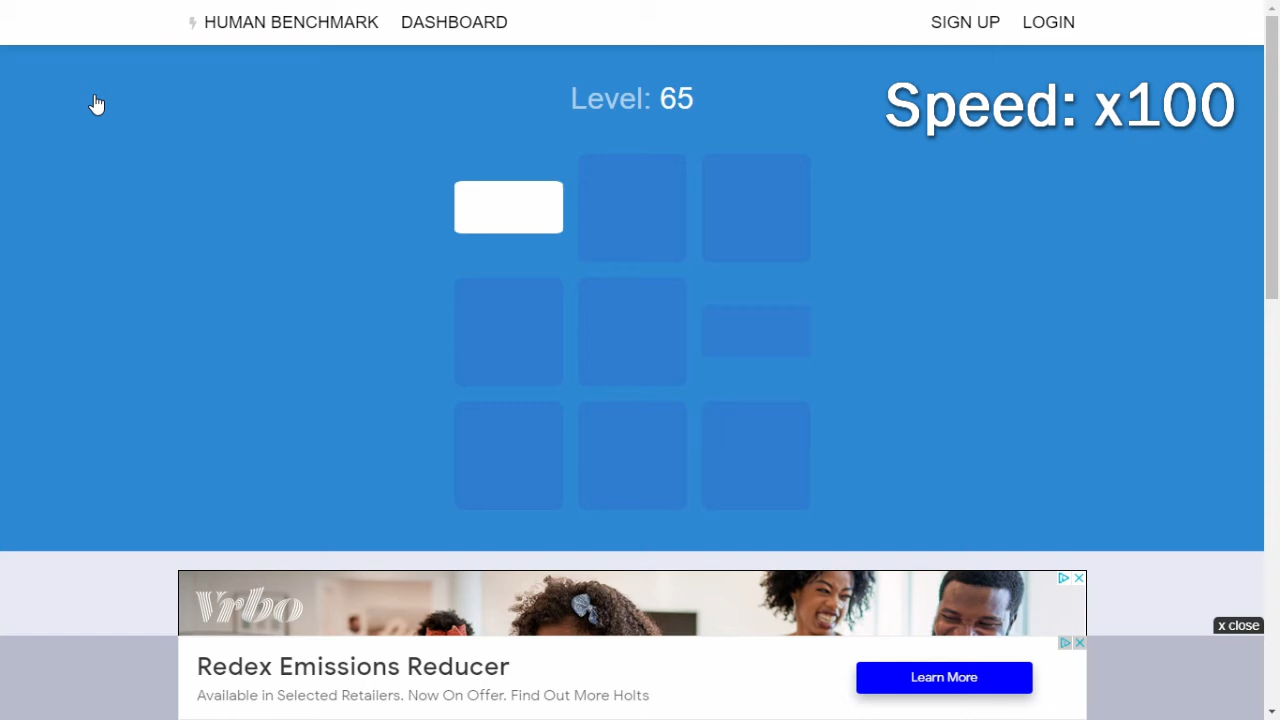 HUMAN BENCHMARK DASHBOARD SIGN UP LOGIN
Level: 65
Speed: x100
Vrbo
x close
Redex Emissions Reducer
Available in Selected Retailers. Now On Offer. Find Out More Holts
Learn More